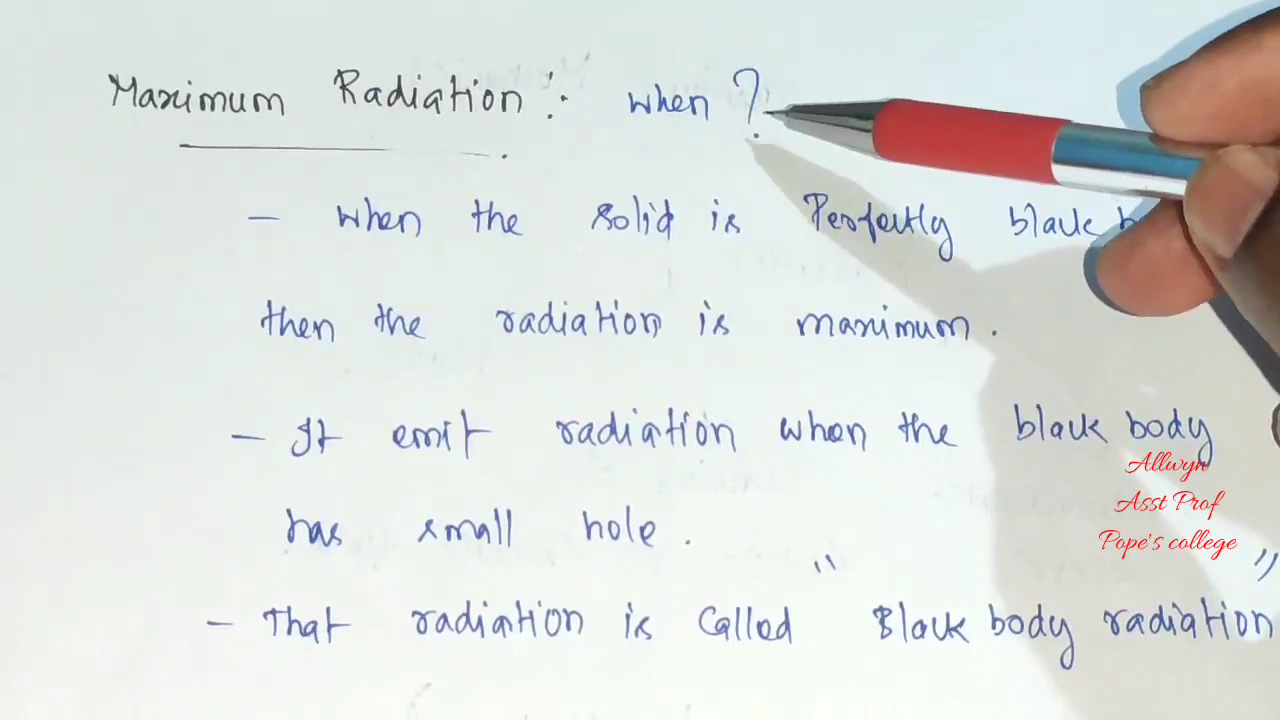 Maximum Radiation : when ?
- when the solid is Perfectly black b
then the radiation is maximum.
- It emit radiation when the black body
has small hole.
- That radiation is called "Black body radiation"
Allwyn
Asst Prof
Pope's college